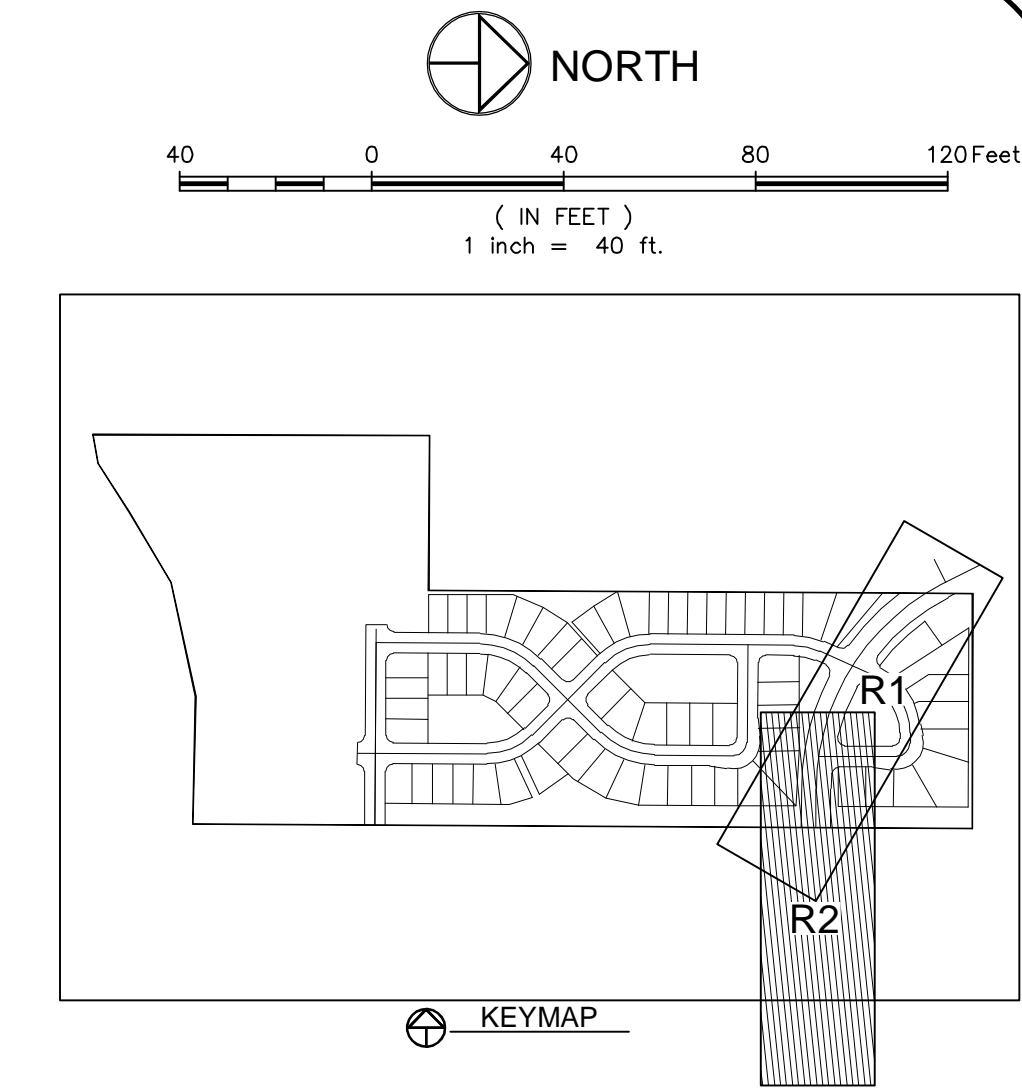 NORTH
40 0 40 80 120 Feet
( IN FEET )
1 inch = 40 ft.
R1
R2
KEYMAP